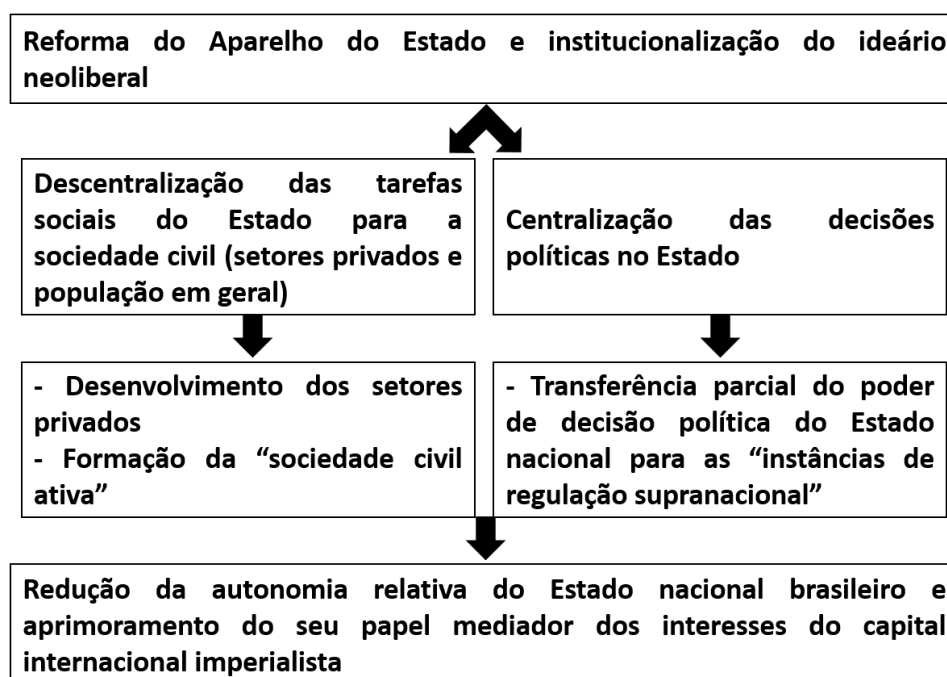 Reforma do Aparelho do Estado e institucionalização do ideário
neoliberal
Descentralização das tarefas
sociais do Estado para a
sociedade civil (setores privados e
população em geral)
Centralização das decisões
políticas no Estado
- Desenvolvimento dos setores
privados
- Formação da “sociedade civil
ativa”
- Transferência parcial do poder
de decisão política do Estado
nacional para as “instâncias de
regulação supranacional”
Redução da autonomia relativa do Estado nacional brasileiro e
aprimoramento do seu papel mediador dos interesses do capital
internacional imperialista